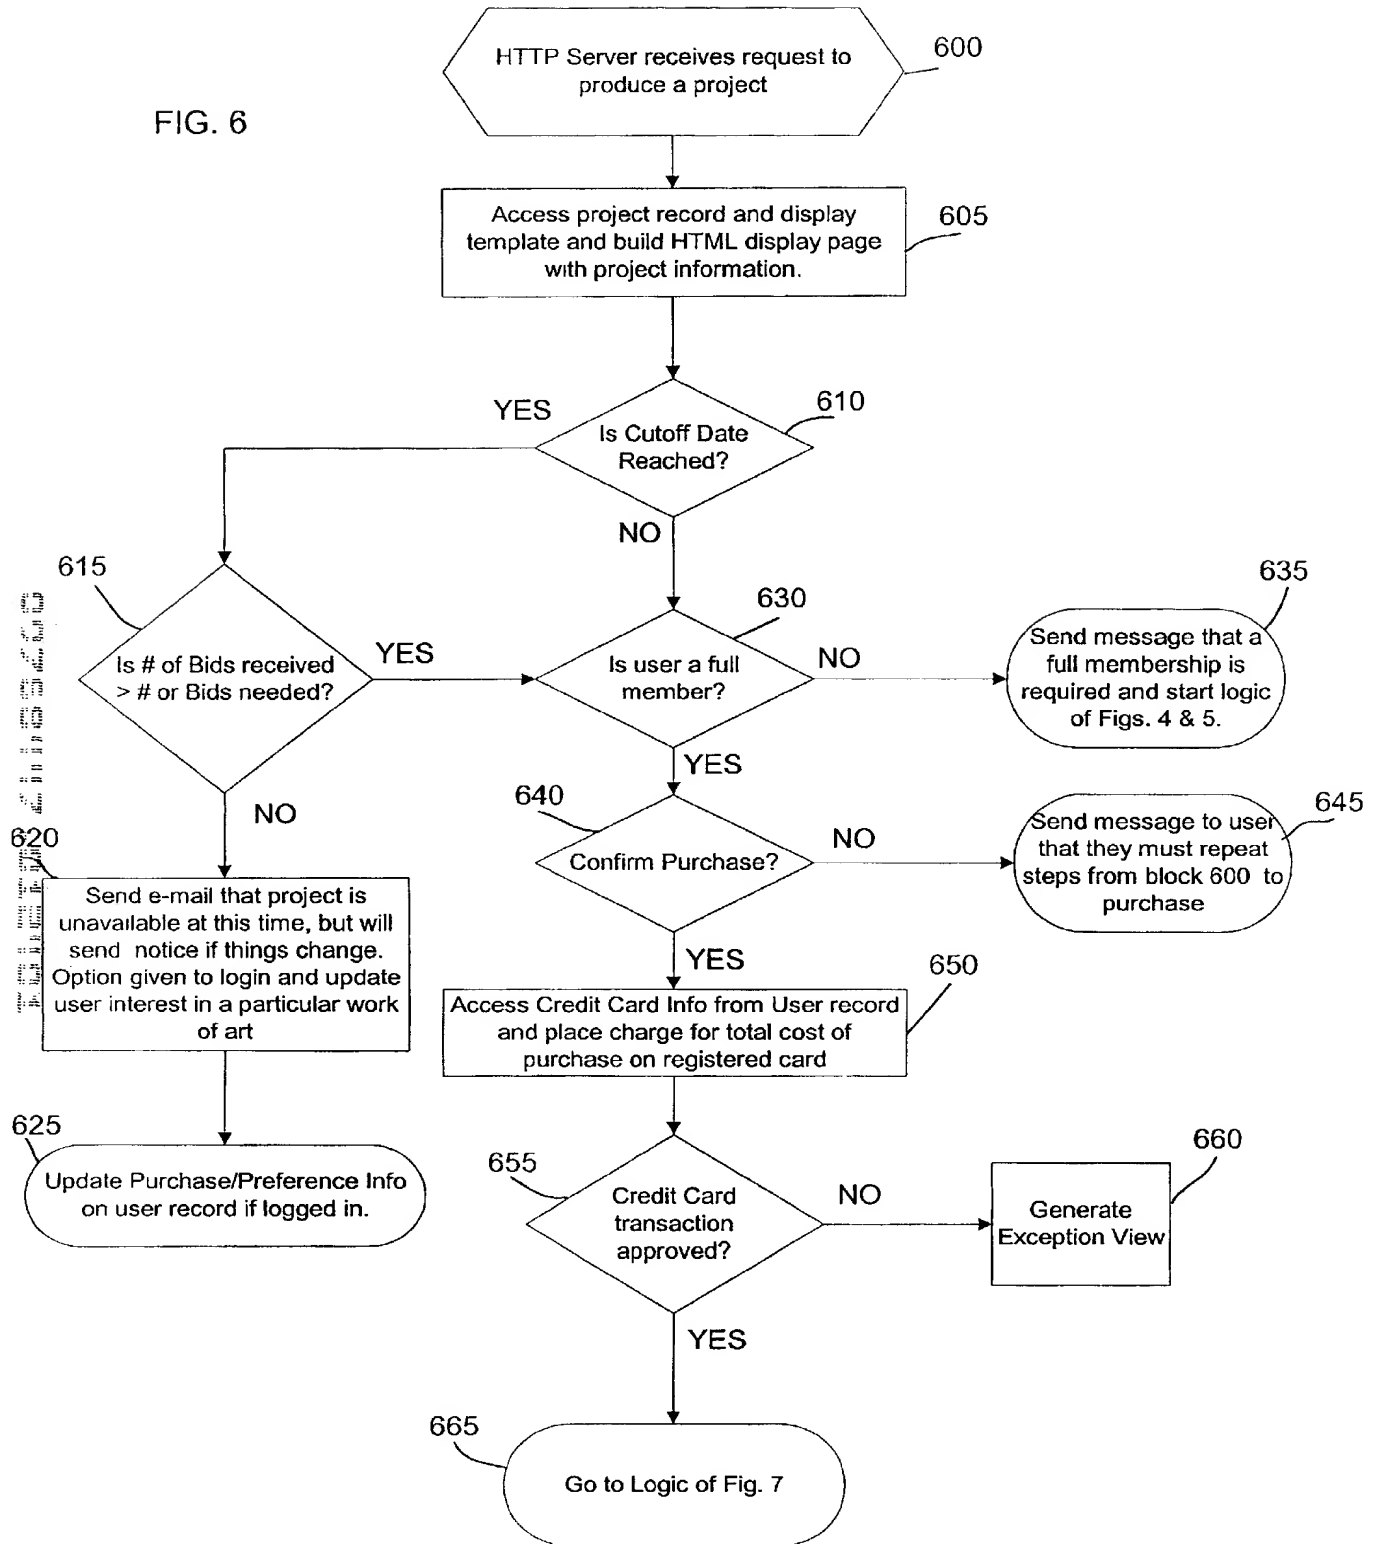 HTTP Server receives request to
produce a project
600
FIG. 6
Access project record and display
template and build HTML display page
with project information.
605
YES
610
Is Cutoff Date
Reached?
NO
615
Is # of Bids received
> # or Bids needed?
YES
630
Is user a full
member?
NO
635
Send message that a
full membership is
required and start logic
of Figs. 4 & 5.
YES
NO
640
Confirm Purchase?
NO
645
Send message to user
that they must repeat
steps from block 600 to
purchase
620
Send e-mail that project is
unavailable at this time, but will
send notice if things change.
Option given to login and update
user interest in a particular work
of art
YES
650
Access Credit Card Info from User record
and place charge for total cost of
purchase on registered card
625
Update Purchase/Preference Info
on user record if logged in.
655
Credit Card
transaction
approved?
NO
660
Generate
Exception View
YES
665
Go to Logic of Fig. 7